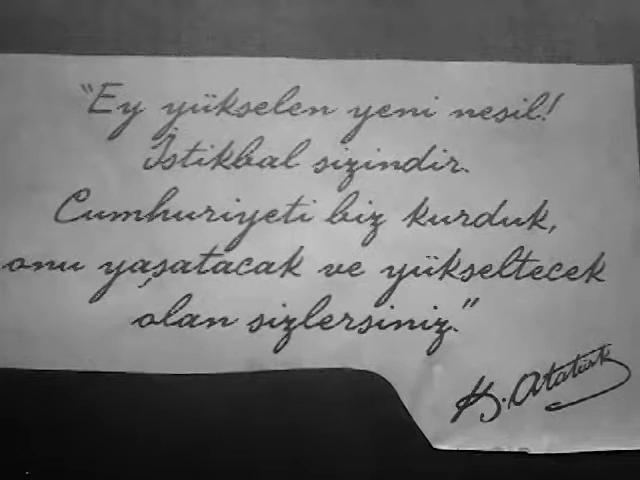 "Ey yükselen yeni nesil!
İstikbal sizindir.
Cumhuriyeti biz kurduk,
onu yaşatacak ve yükseltecek
olan sizlersiniz."
K. Atatürk